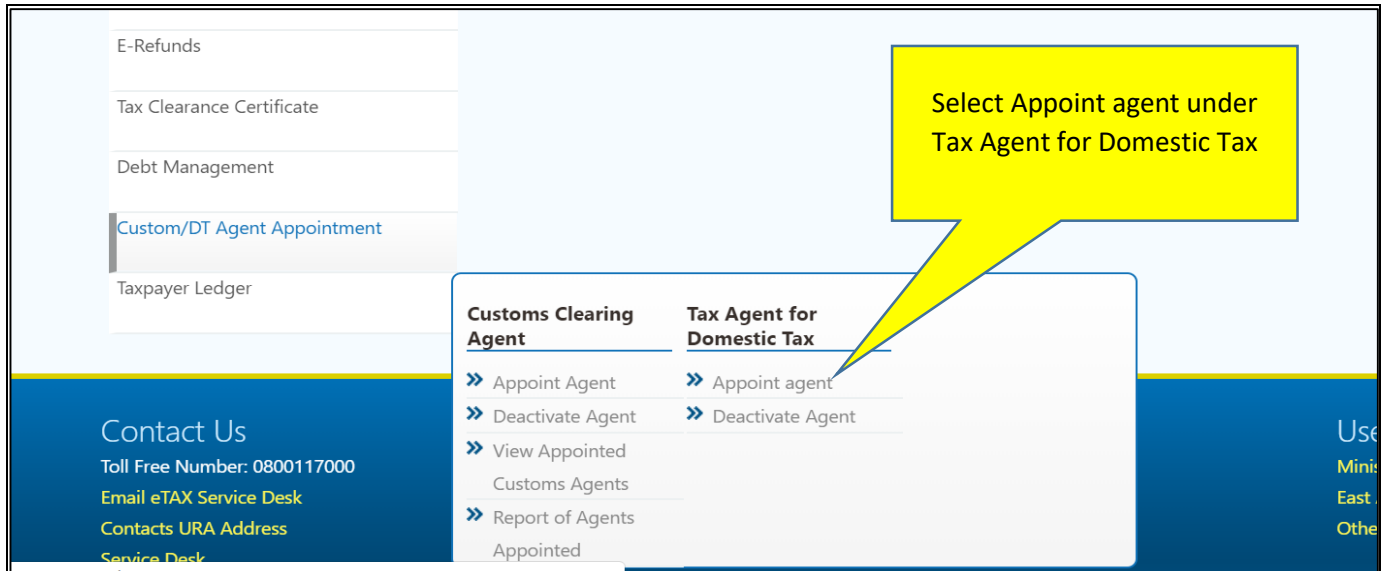 E-Refunds
Tax Clearance Certificate
Debt Management
Custom/DT Agent Appointment
Taxpayer Ledger
Select Appoint agent under
Tax Agent for Domestic Tax
Customs Clearing
Agent
Appoint Agent
Deactivate Agent
View Appointed
Customs Agents
Report of Agents
Appointed
Tax Agent for
Domestic Tax
Appoint agent
Deactivate Agent
Contact Us
Toll Free Number: 0800117000
Email eTAX Service Desk
Contacts URA Address
Service Desk
East